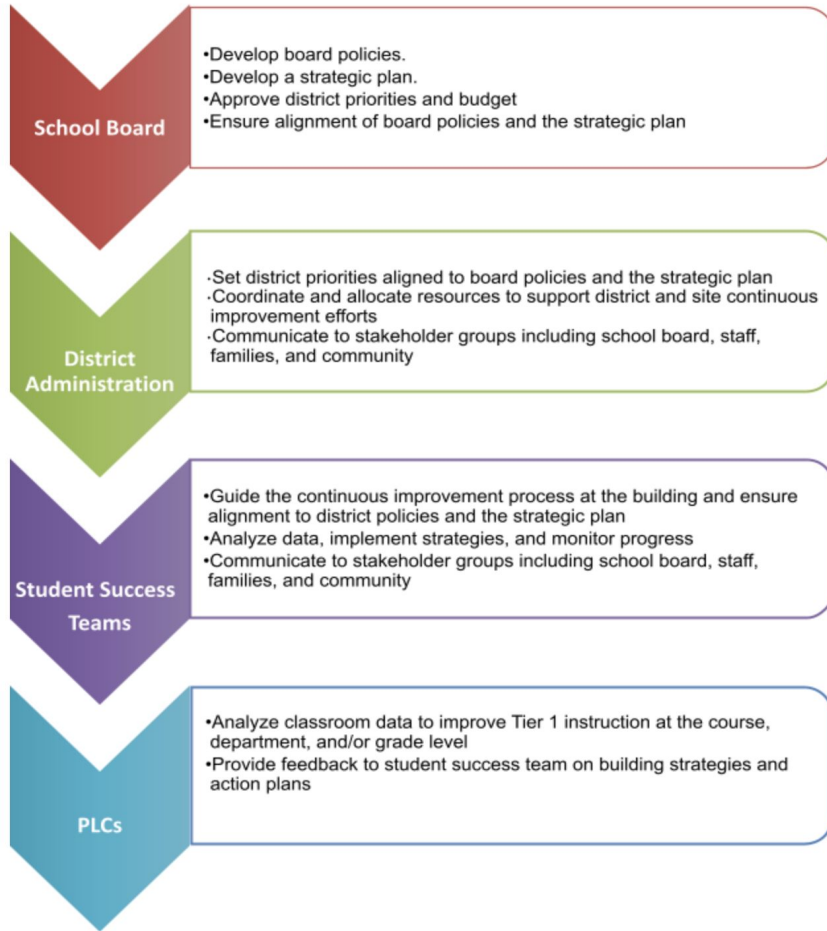 School Board
•Develop board policies.
•Develop a strategic plan.
•Approve district priorities and budget
•Ensure alignment of board policies and the strategic plan
District
Administration
·Set district priorities aligned to board policies and the strategic plan
·Coordinate and allocate resources to support district and site continuous
improvement efforts
·Communicate to stakeholder groups including school board, staff,
families, and community
Student Success
Teams
•Guide the continuous improvement process at the building and ensure
alignment to district policies and the strategic plan
•Analyze data, implement strategies, and monitor progress
•Communicate to stakeholder groups including school board, staff,
families, and community
PLCs
•Analyze classroom data to improve Tier 1 instruction at the course,
department, and/or grade level
•Provide feedback to student success team on building strategies and
action plans